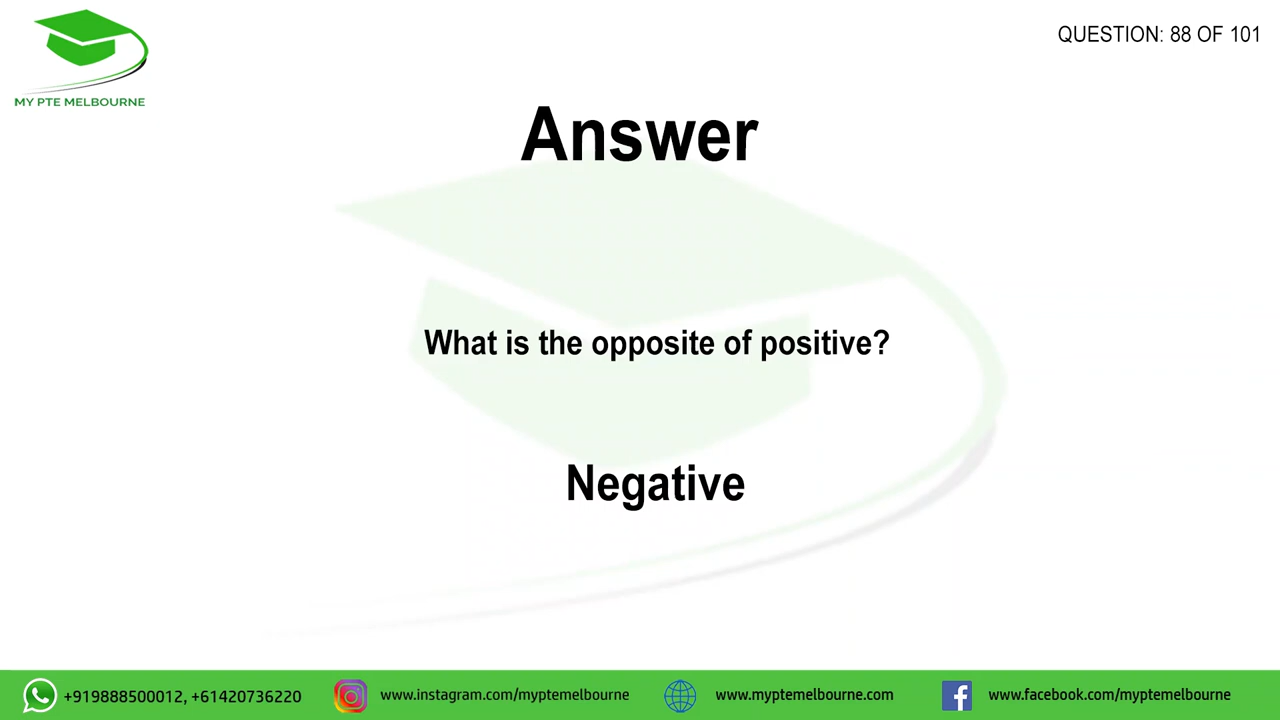 MY PTE MELBOURNE
QUESTION: 88 OF 101
Answer
What is the opposite of positive?
Negative
+919888500012, +61420736220
www.instagram.com/myptemelbourne
www.myptemelbourne.com
www.facebook.com/myptemelbourne